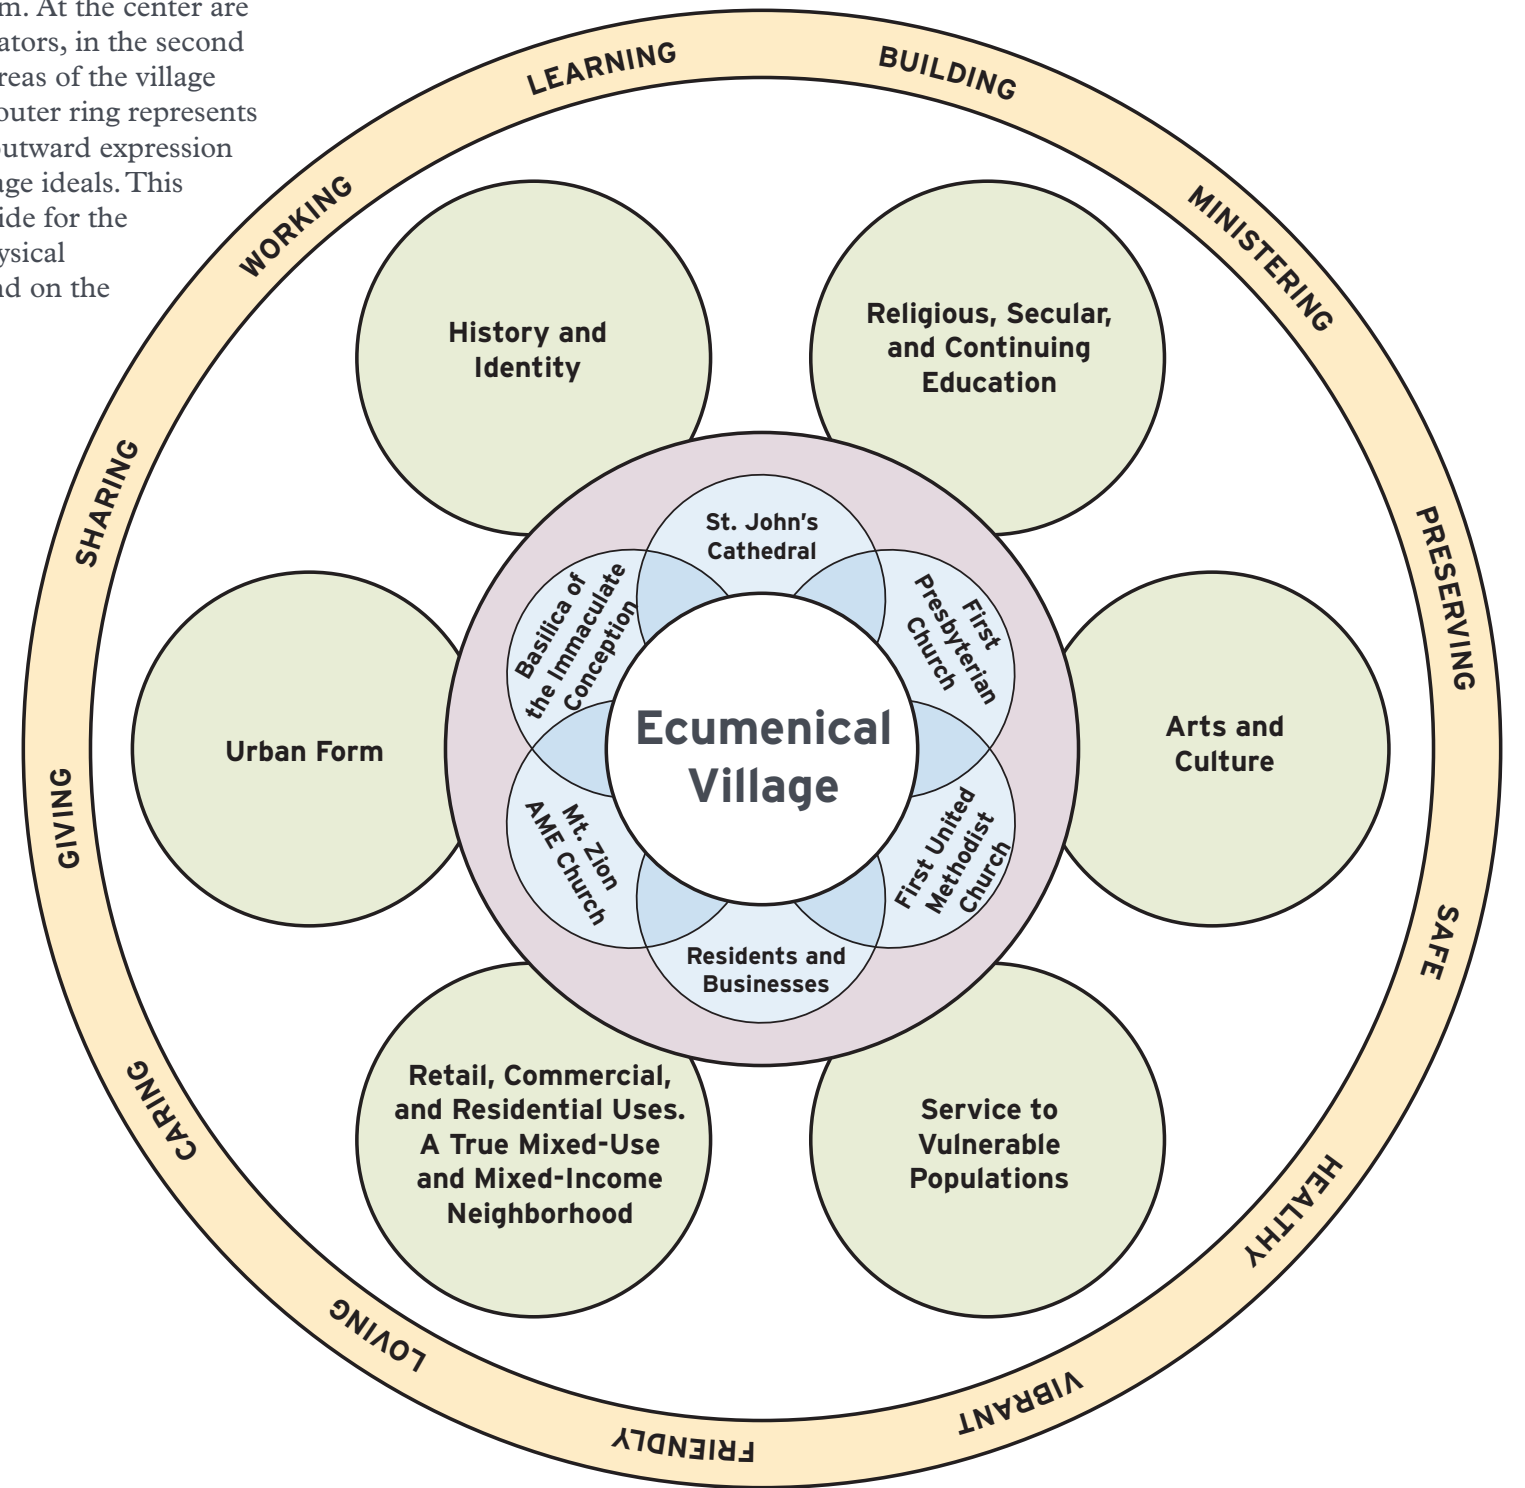 m. At the center are
ators, in the second
reas of the village
outer ring represents
outward expression
age ideals. This
ide for the
ysical
nd on the
LEARNING
BUILDING
MINISTERING
PRESERVING
SAFE
HEALTHY
VIBRANT
FRIENDLY
LOVING
CARING
GIVING
SHARING
WORKING
History and
Identity
Religious, Secular,
and Continuing
Education
Arts and
Culture
Service to
Vulnerable
Populations
Retail, Commercial,
and Residential Uses.
A True Mixed-Use
and Mixed-Income
Neighborhood
Urban Form
St. John's
Cathedral
First
Presbyterian
Church
First United
Methodist
Church
Residents and
Businesses
Mt. Zion
AME Church
Basilica of
the Immaculate
Conception
Ecumenical
Village